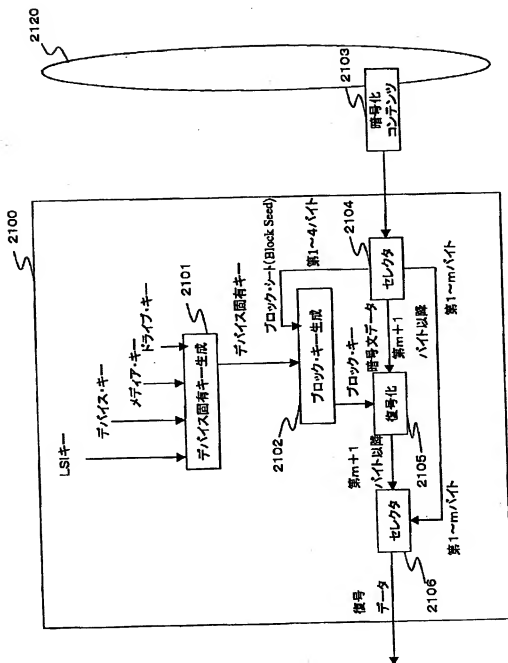 2100
2120
LSIキー
デバイス・キー
メディア・キー
ドライブ・キー
2101
デバイス固有キー生成
デバイス固有キー
ブロック・シード(Block Seed)
第1~4バイト
2102
ブロック・キー生成
ブロック・キー
2103
暗号化
コンテンツ
2104
セレクタ
暗号文データ
第m+1
バイト以降
第1~mバイト
復号化
2105
第m+1
バイト以降
第1~mバイト
セレクタ
2106
復号
データ